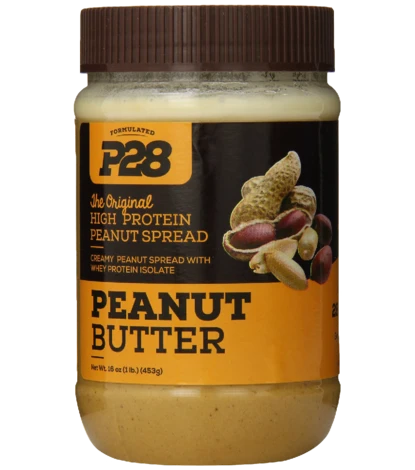 FORMULATED
P28
The Original
HIGH PROTEIN
PEANUT SPREAD
CREAMY PEANUT SPREAD WITH
WHEY PROTEIN ISOLATE
PEANUT
BUTTER
Net Wt. 16 oz (1 lb.) (453g)